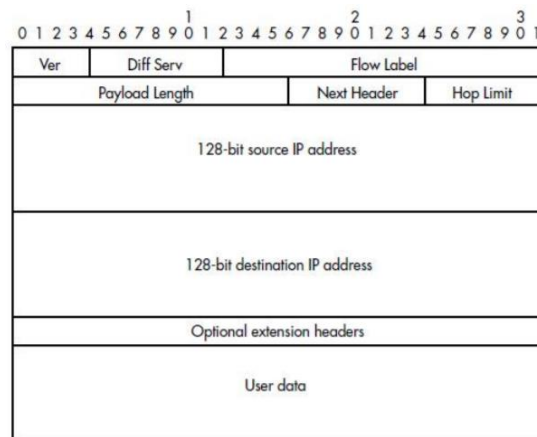 1 2 3
0 1 2 3 4 5 6 7 8 9 0 1 2 3 4 5 6 7 8 9 0 1 2 3 4 5 6 7 8 9 0 1
Ver Diff Serv Flow Label
Payload Length Next Header Hop Limit
128-bit source IP address
128-bit destination IP address
Optional extension headers
User data